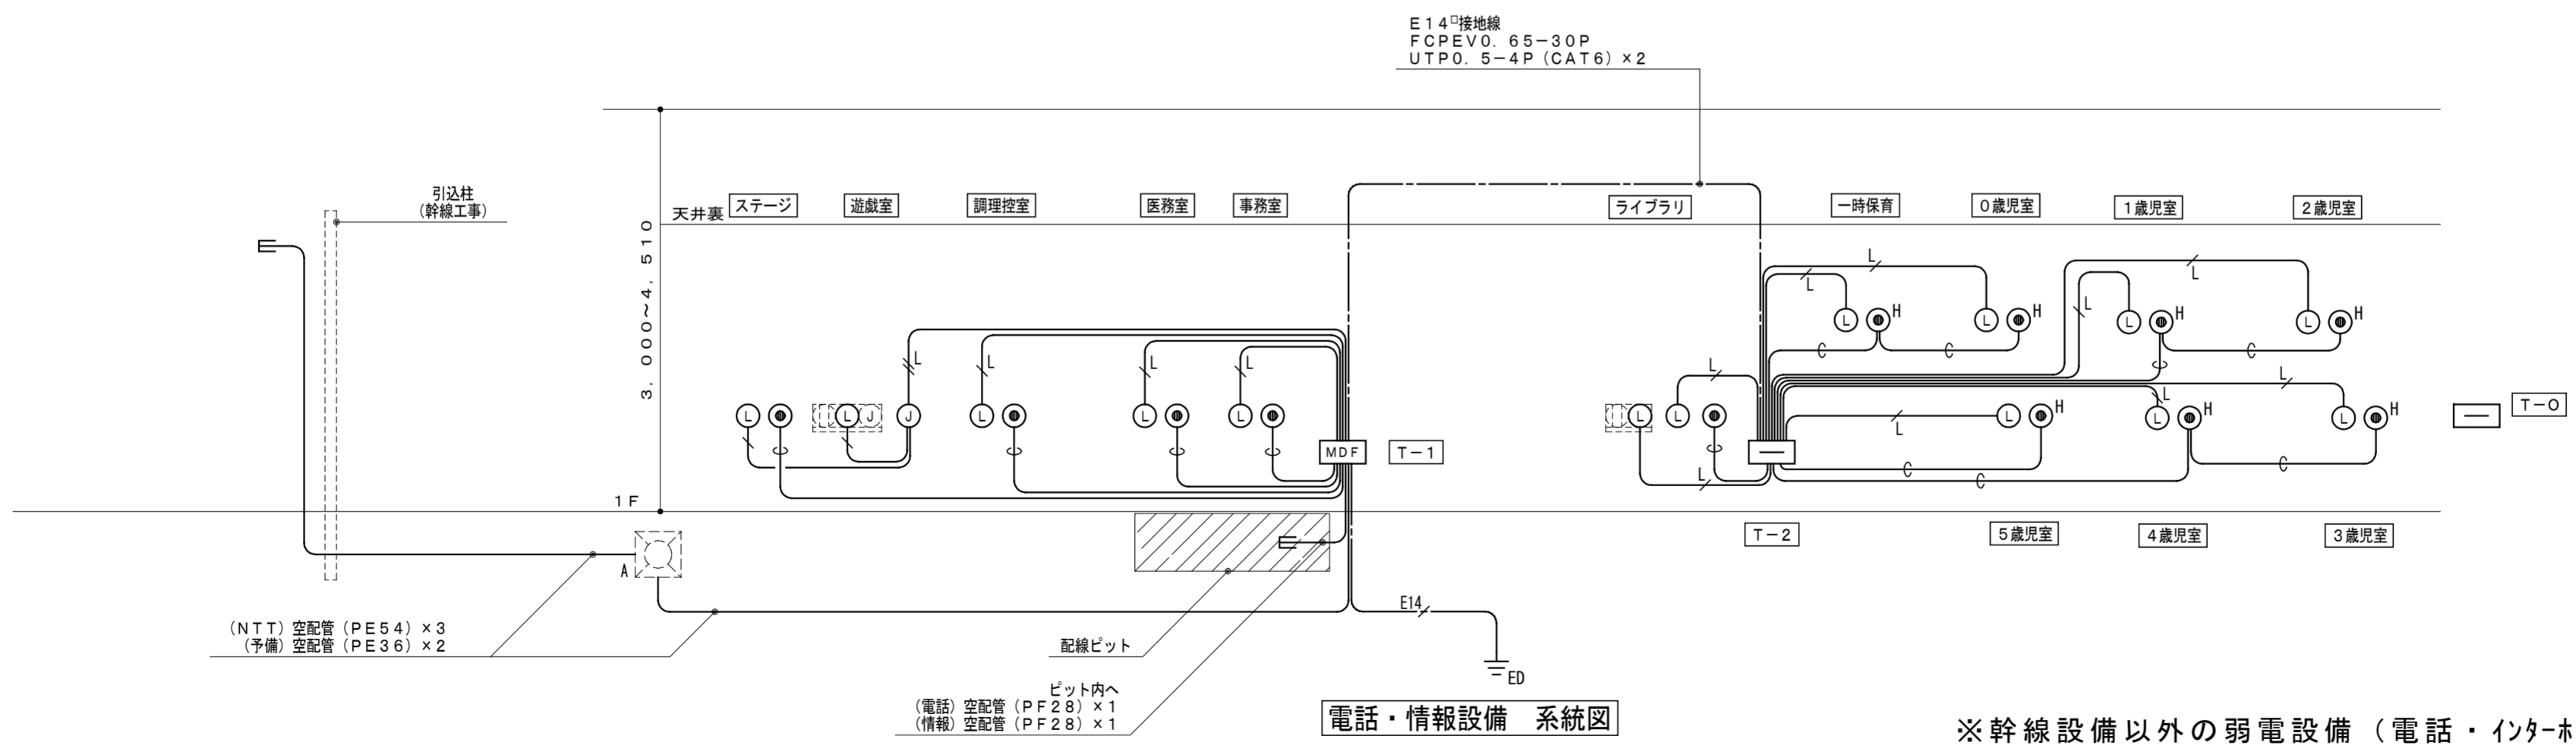 E14□接地線
FCPEV0.65-30P
UTP0.5-4P(CAT6)×2
引込柱
(幹線工事)
天井裏
ステージ
遊戯室
調理控室
医務室
事務室
ライブラリ
一時保育
0歳児室
1歳児室
2歳児室
3,000~4,510
L
L
L
L
L
L
L
H
L
H
L
H
L
H
C
C
C
C
L
L
L
L
L
L
L
L
L
J
J
L
L
L
L
L
L
H
L
H
L
H
MDF
T-1
T-0
L
L
C
C
C
1F
T-2
5歳児室
4歳児室
3歳児室
A
E14
ED
(NTT)空配管(PE54)×3
(予備)空配管(PE36)×2
配線ピット
ピット内へ
(電話)空配管(PF28)×1
(情報)空配管(PF28)×1
電話・情報設備 系統図
※幹線設備以外の弱電設備(電話・インターホ